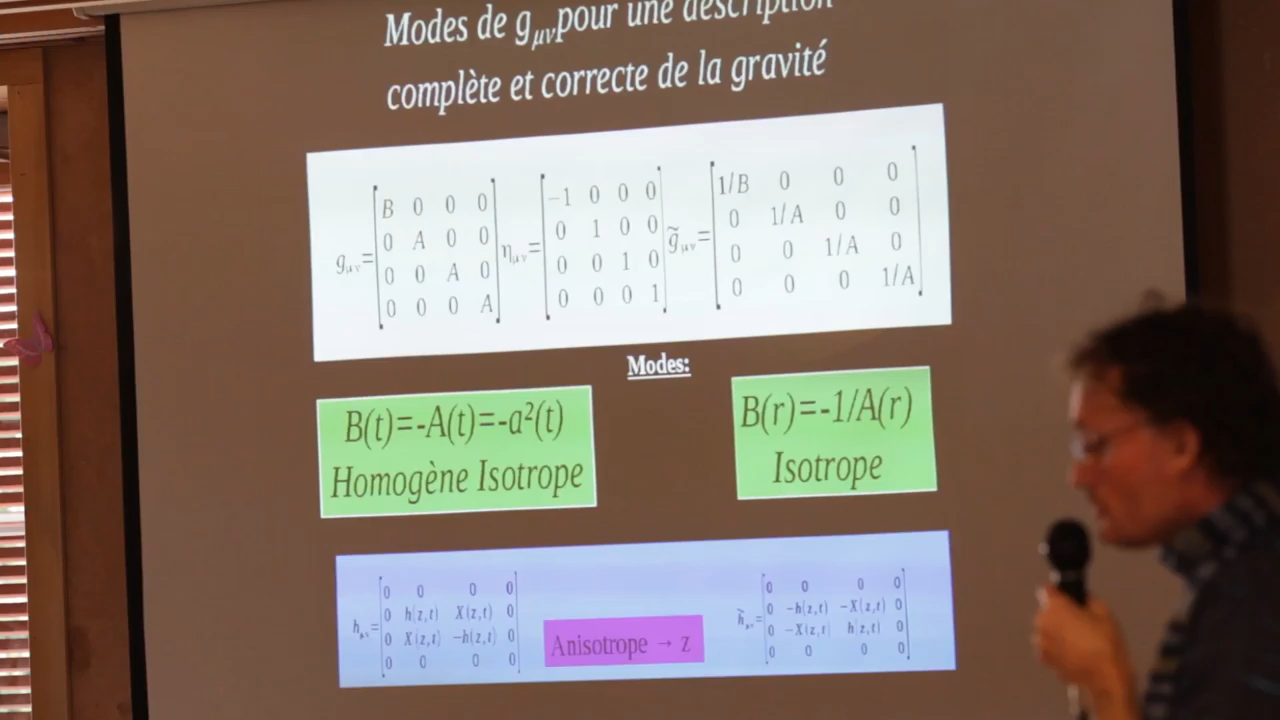 Modes de gμνpour une description
complète et correcte de la gravité
gμν=[B 0 0 0
0 A 0 0
0 0 A 0
0 0 0 A]
ημν=[−1 0 0 0
0 1 0 0
0 0 1 0
0 0 0 1]
g̃μν=[1/B 0 0 0
0 1/A 0 0
0 0 1/A 0
0 0 0 1/A]
Modes:
B(t)=-A(t)=-a²(t)
Homogène Isotrope
B(r)=-1/A(r)
Isotrope
hμν=[0 0 0 0
0 h(z,t) X(z,t) 0
0 X(z,t) −h(z,t) 0
0 0 0 0]
Anisotrope → z
h̃μν=[0 0 0 0
0 −h(z,t) −X(z,t) 0
0 −X(z,t) h(z,t) 0
0 0 0 0]